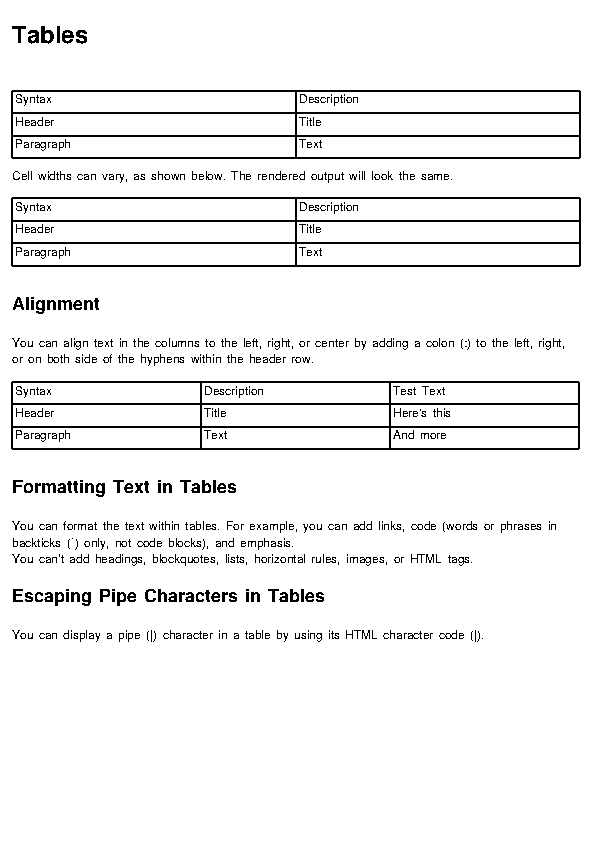 Tables
Syntax Description
Header Title
Paragraph Text
Cell widths can vary, as shown below. The rendered output will look the same.
Syntax Description
Header Title
Paragraph Text
Alignment
You can align text in the columns to the left, right, or center by adding a colon (:) to the left, right,
or on both side of the hyphens within the header row.
Syntax Description Test Text
Header Title Here's this
Paragraph Text And more
Formatting Text in Tables
You can format the text within tables. For example, you can add links, code (words or phrases in
backticks (`) only, not code blocks), and emphasis.
You can't add headings, blockquotes, lists, horizontal rules, images, or HTML tags.
Escaping Pipe Characters in Tables
You can display a pipe (|) character in a table by using its HTML character code (|).